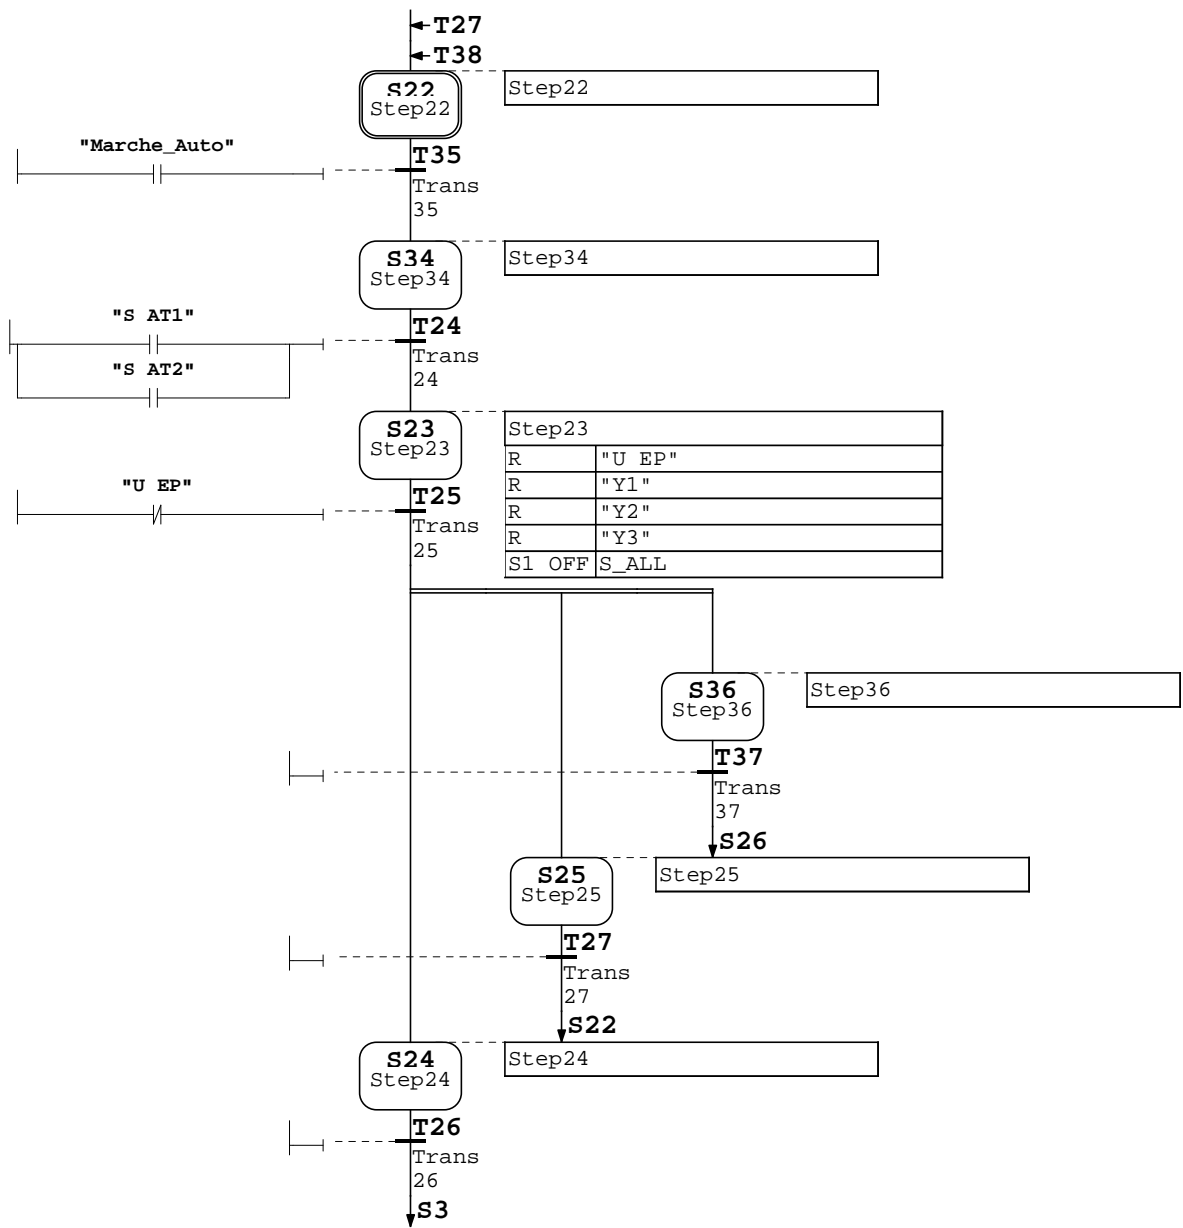 T27
T38
S22
Step22
Step22
"Marche_Auto"
T35
Trans
35
S34
Step34
Step34
"S AT1"
T24
Trans
24
"S AT2"
S23
Step23
Step23
R "U EP"
R "Y1"
R "Y2"
R "Y3"
S1 OFF S_ALL
"U EP"
T25
Trans
25
S36
Step36
Step36
T37
Trans
37
S26
S25
Step25
Step25
T27
Trans
27
S22
S24
Step24
Step24
T26
Trans
26
S3